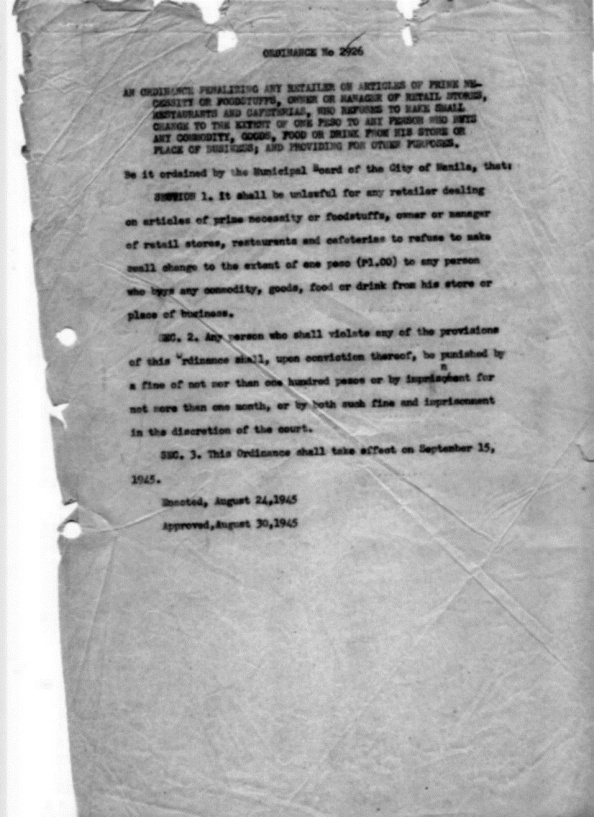 ORDINANCE No 2926
AN ORDINANCE PENALIZING ANY RETAILER ON ARTICLES OF PRIME NE-
CESSITY OR FOODSTUFFS, OWNER OR MANAGER OF RETAIL STORES,
RESTAURANTS AND CAFETERIAS, WHO REFUSES TO MAKE SMALL
CHANGE TO THE EXTENT OF ONE PESO TO ANY PERSON WHO BUYS
ANY COMMODITY, GOODS, FOOD OR DRINK FROM HIS STORE OR
PLACE OF BUSINESS; AND PROVIDING FOR OTHER PURPOSES.
Be it ordained by the Municipal Board of the City of Manila, that:
SECTION 1. It shall be unlawful for any retailer dealing
on articles of prime necessity or foodstuffs, owner or manager
of retail stores, restaurants and cafeterias to refuse to make
small change to the extent of one peso (P1.00) to any person
who buys any commodity, goods, food or drink from his store or
place of business.
SEC. 2. Any person who shall violate any of the provisions
of this Ordinance shall, upon conviction thereof, be punished by
a fine of not mor than one hundred pesos or by imprisonment for
not more than one month, or by both such fine and imprisonment
in the discretion of the court.
SEC. 3. This Ordinance shall take effect on September 15,
1945.
Enacted, August 24,1945
Approved,August 30,1945